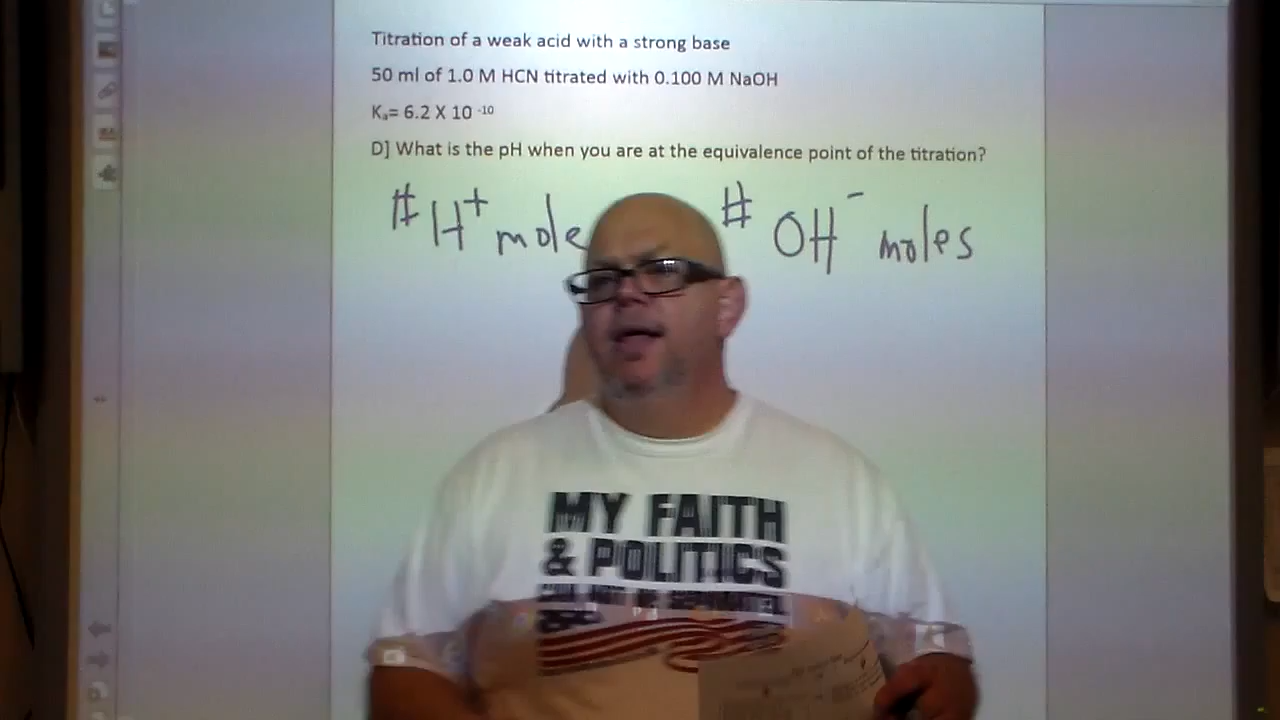 Titration of a weak acid with a strong base
50 ml of 1.0 M HCN titrated with 0.100 M NaOH
Kₐ= 6.2 X 10 ⁻¹⁰
D] What is the pH when you are at the equivalence point of the titration?
# H⁺ mole # OH⁻ moles
MY FAITH
& POLITICS